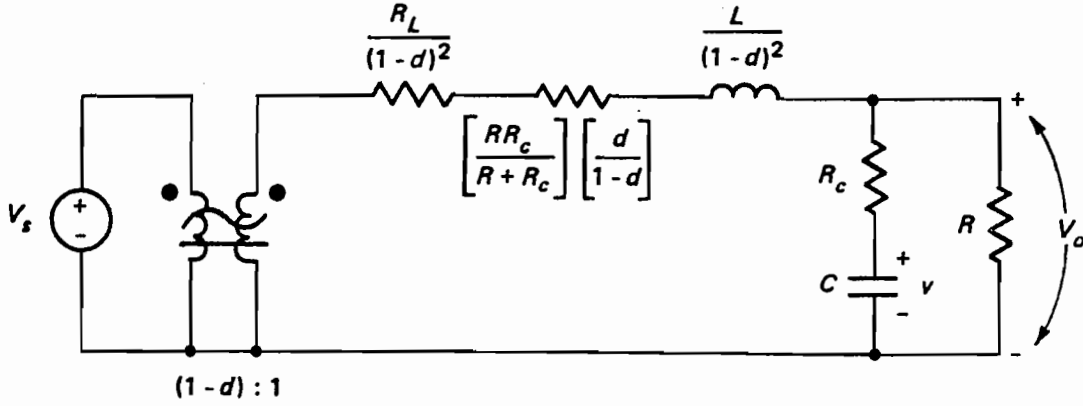 R_L / (1 - d)^2
L / (1 - d)^2
[RR_c / (R + R_c)] [d / (1 - d)]
V_s
+
-
R_c
C
+
v
-
R
+
V_o
-
(1 - d) : 1